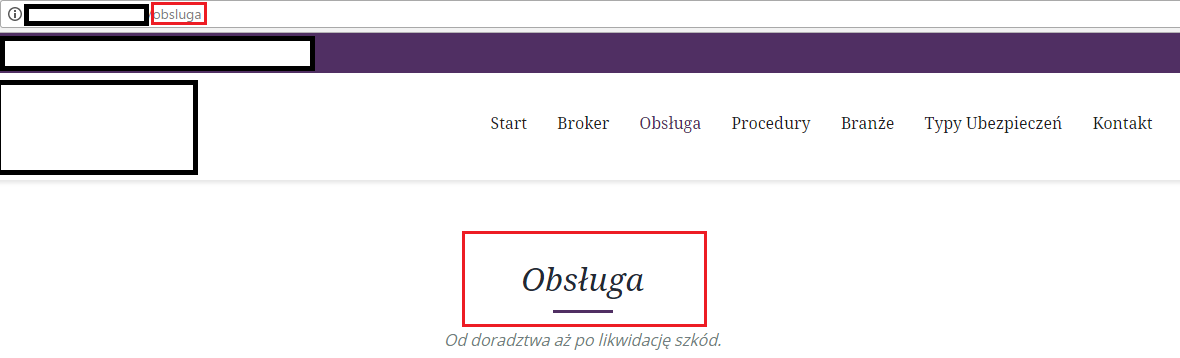 obsluga
Start Broker Obsługa Procedury Branże Typy Ubezpieczeń Kontakt
Obsługa
Od doradztwa aż po likwidację szkód.